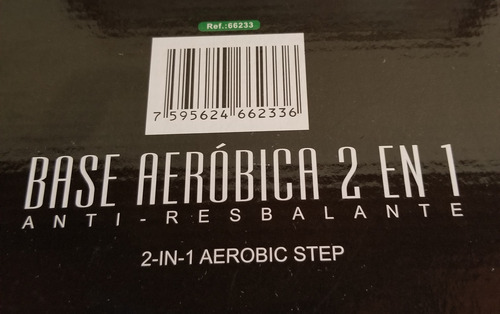 Ref.:66233
7 595624 662336
BASE AERÓBICA 2 EN 1
ANTI-RESBALANTE
2-IN-1 AEROBIC STEP